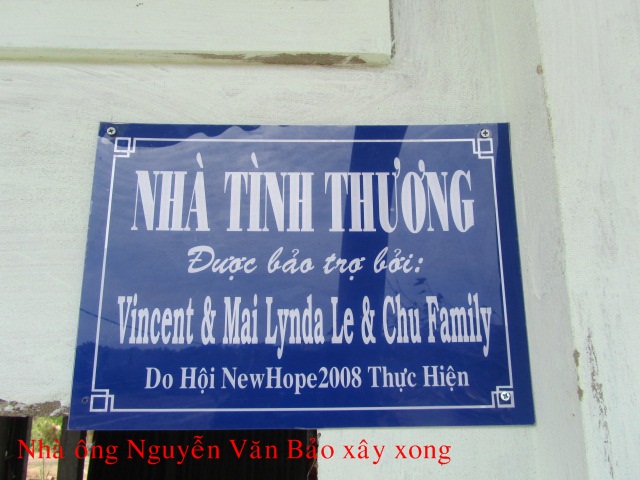 NHÀ TÌNH THƯƠNG
Được bảo trợ bởi:
Vincent & Mai Lynda Le & Chu Family
Do Hội NewHope2008 Thực Hiện
Nhà ông Nguyễn Văn Bảo xây xong